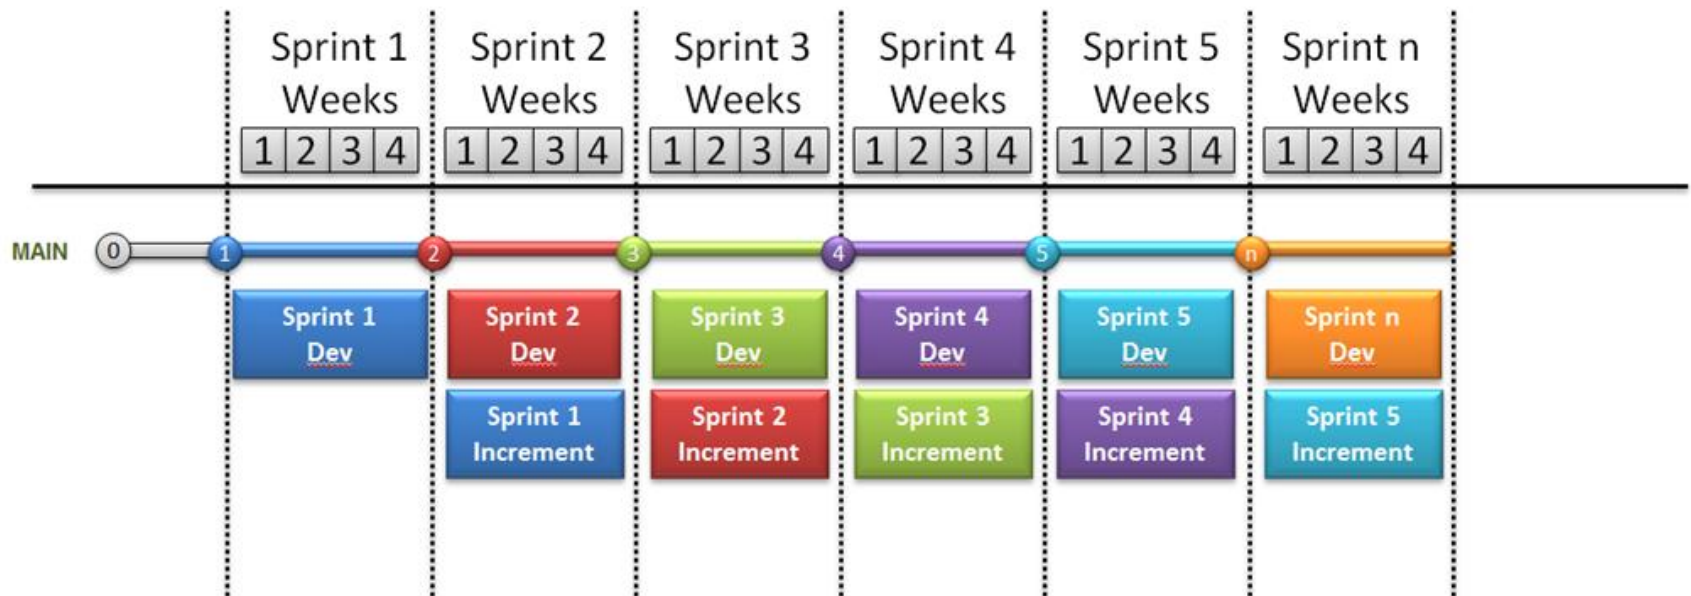 Sprint 1 Sprint 2 Sprint 3 Sprint 4 Sprint 5 Sprint n
Weeks Weeks Weeks Weeks Weeks Weeks
1 2 3 4 1 2 3 4 1 2 3 4 1 2 3 4 1 2 3 4 1 2 3 4
MAIN 0 1 2 3 4 5 n
Sprint 1 Sprint 2 Sprint 3 Sprint 4 Sprint 5 Sprint n
Dev Dev Dev Dev Dev Dev
Sprint 1 Sprint 2 Sprint 3 Sprint 4 Sprint 5
Increment Increment Increment Increment Increment